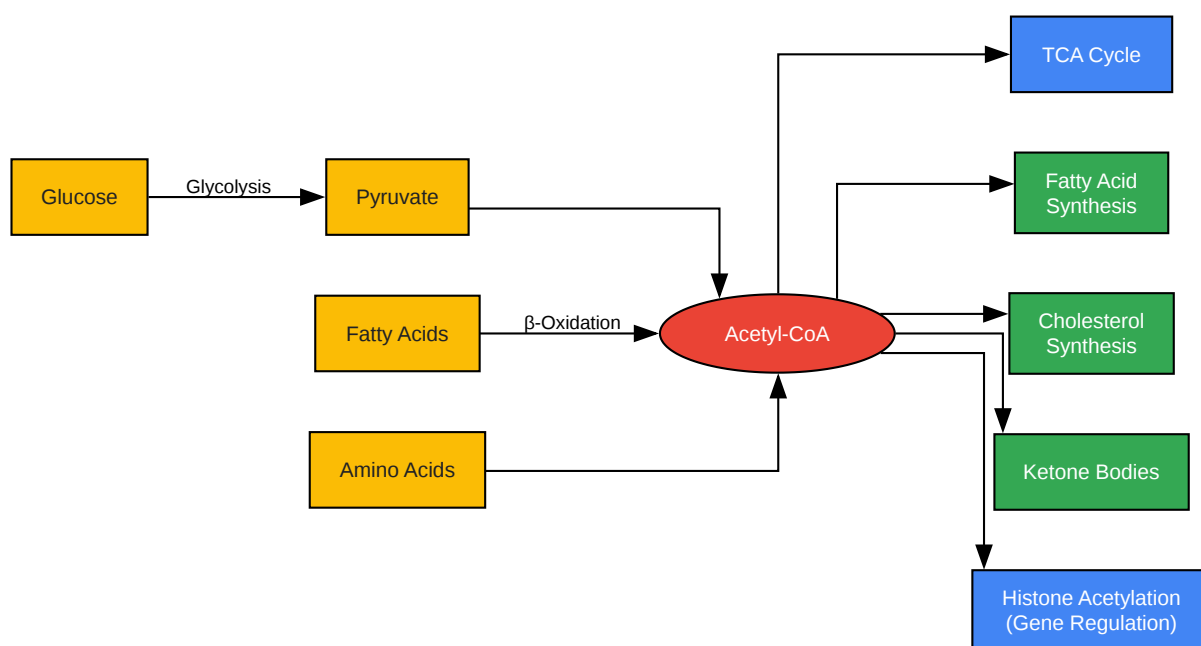 TCA Cycle
Glucose
Glycolysis
Pyruvate
Fatty Acid
Synthesis
Fatty Acids
β-Oxidation
Acetyl-CoA
Cholesterol
Synthesis
Amino Acids
Ketone Bodies
Histone Acetylation
(Gene Regulation)